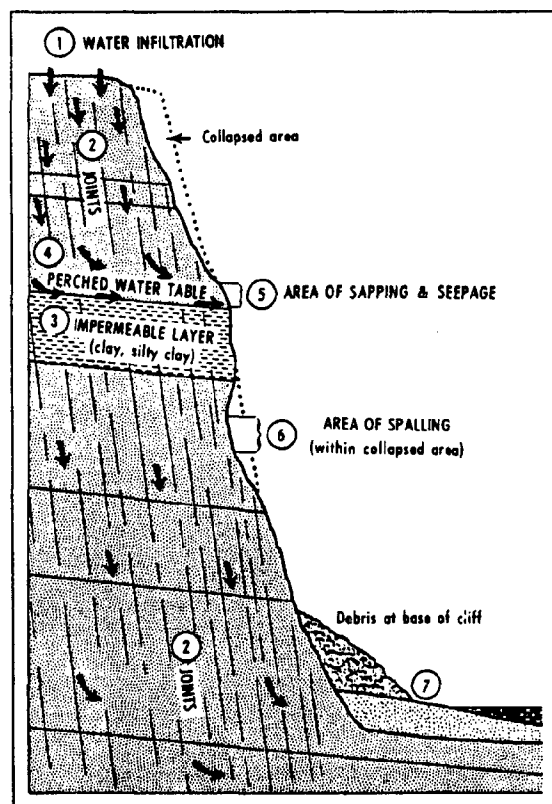 1 WATER INFILTRATION
Collapsed area
2
JOINTS
4
PERCHED WATER TABLE
5 AREA OF SAPPING & SEEPAGE
3 IMPERMEABLE LAYER
(clay, silty clay)
6 AREA OF SPALLING
(within collapsed area)
Debris at base of cliff
2
JOINTS
7